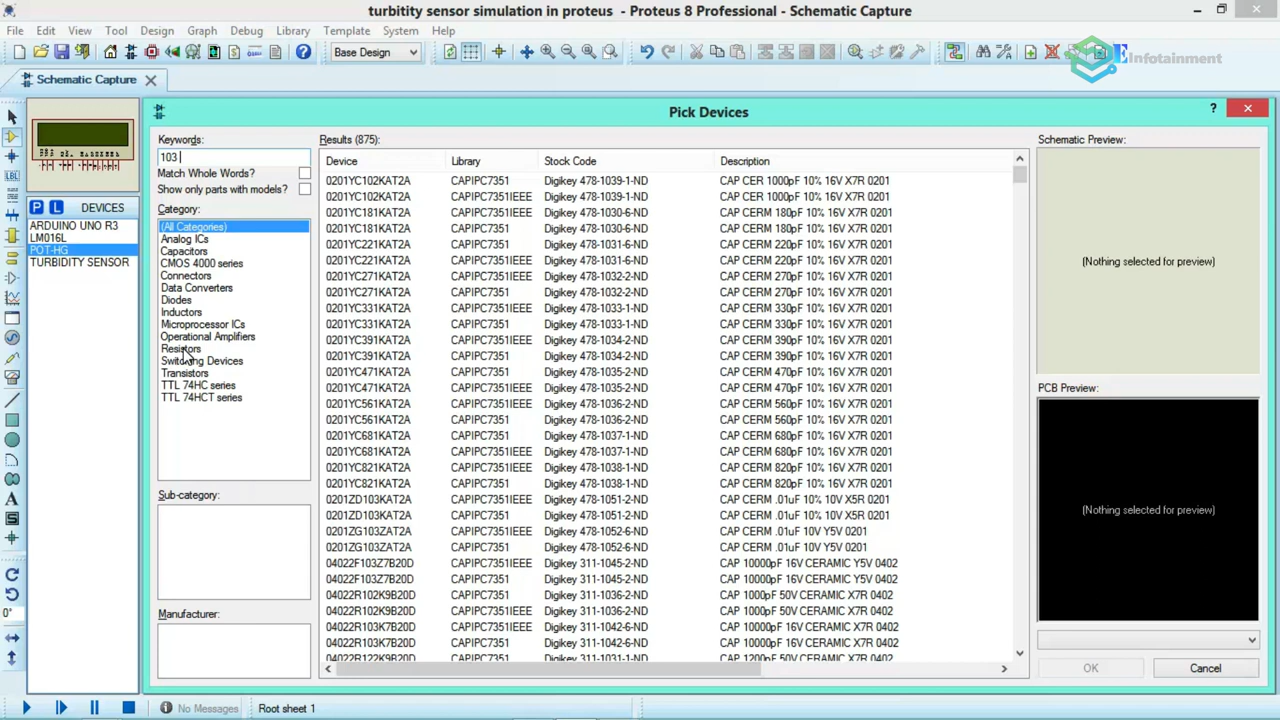 turbitity sensor simulation in proteus - Proteus 8 Professional - Schematic Capture
File Edit View Tool Design Graph Debug Library Template System Help
Base Design
Infotainment
Schematic Capture
Pick Devices
Keywords:
103
Match Whole Words?
Show only parts with models?
Category:
(All Categories)
Analog ICs
Capacitors
CMOS 4000 series
Connectors
Data Converters
Diodes
Inductors
Microprocessor ICs
Operational Amplifiers
Resistors
Switching Devices
Transistors
TTL 74HC series
TTL 74HCT series
Sub-category:
Manufacturer:
P L DEVICES
ARDUINO UNO R3
LM016L
POT-HG
TURBIDITY SENSOR
LBL
0°
Results (875):
Device Library Stock Code Description
0201YC102KAT2A CAPIPC7351 Digikey 478-1039-1-ND CAP CER 1000pF 10% 16V X7R 0201
0201YC102KAT2A CAPIPC7351IEEE Digikey 478-1039-1-ND CAP CER 1000pF 10% 16V X7R 0201
0201YC181KAT2A CAPIPC7351IEEE Digikey 478-1030-6-ND CAP CERM 180pF 10% 16V X7R 0201
0201YC181KAT2A CAPIPC7351 Digikey 478-1030-6-ND CAP CERM 180pF 10% 16V X7R 0201
0201YC221KAT2A CAPIPC7351 Digikey 478-1031-6-ND CAP CERM 220pF 10% 16V X7R 0201
0201YC221KAT2A CAPIPC7351IEEE Digikey 478-1031-6-ND CAP CERM 220pF 10% 16V X7R 0201
0201YC271KAT2A CAPIPC7351IEEE Digikey 478-1032-2-ND CAP CERM 270pF 10% 16V X7R 0201
0201YC271KAT2A CAPIPC7351 Digikey 478-1032-2-ND CAP CERM 270pF 10% 16V X7R 0201
0201YC331KAT2A CAPIPC7351IEEE Digikey 478-1033-1-ND CAP CERM 330pF 10% 16V X7R 0201
0201YC331KAT2A CAPIPC7351 Digikey 478-1033-1-ND CAP CERM 330pF 10% 16V X7R 0201
0201YC391KAT2A CAPIPC7351IEEE Digikey 478-1034-2-ND CAP CERM 390pF 10% 16V X7R 0201
0201YC391KAT2A CAPIPC7351 Digikey 478-1034-2-ND CAP CERM 390pF 10% 16V X7R 0201
0201YC471KAT2A CAPIPC7351 Digikey 478-1035-2-ND CAP CERM 470pF 10% 16V X7R 0201
0201YC471KAT2A CAPIPC7351IEEE Digikey 478-1035-2-ND CAP CERM 470pF 10% 16V X7R 0201
0201YC561KAT2A CAPIPC7351IEEE Digikey 478-1036-2-ND CAP CERM 560pF 10% 16V X7R 0201
0201YC561KAT2A CAPIPC7351 Digikey 478-1036-2-ND CAP CERM 560pF 10% 16V X7R 0201
0201YC681KAT2A CAPIPC7351 Digikey 478-1037-1-ND CAP CERM 680pF 10% 16V X7R 0201
0201YC681KAT2A CAPIPC7351IEEE Digikey 478-1037-1-ND CAP CERM 680pF 10% 16V X7R 0201
0201YC821KAT2A CAPIPC7351IEEE Digikey 478-1038-1-ND CAP CERM 820pF 10% 16V X7R 0201
0201YC821KAT2A CAPIPC7351 Digikey 478-1038-1-ND CAP CERM 820pF 10% 16V X7R 0201
0201ZD103KAT2A CAPIPC7351IEEE Digikey 478-1051-2-ND CAP CERM .01uF 10% 10V X5R 0201
0201ZD103KAT2A CAPIPC7351 Digikey 478-1051-2-ND CAP CERM .01uF 10% 10V X5R 0201
0201ZG103ZAT2A CAPIPC7351IEEE Digikey 478-1052-6-ND CAP CERM .01uF 10V Y5V 0201
0201ZG103ZAT2A CAPIPC7351 Digikey 478-1052-6-ND CAP CERM .01uF 10V Y5V 0201
04022F103Z7B20D CAPIPC7351IEEE Digikey 311-1045-2-ND CAP 10000pF 16V CERAMIC Y5V 0402
04022F103Z7B20D CAPIPC7351 Digikey 311-1045-2-ND CAP 10000pF 16V CERAMIC Y5V 0402
04022R102K9B20D CAPIPC7351 Digikey 311-1036-2-ND CAP 1000pF 50V CERAMIC X7R 0402
04022R102K9B20D CAPIPC7351IEEE Digikey 311-1036-2-ND CAP 1000pF 50V CERAMIC X7R 0402
04022R103K7B20D CAPIPC7351IEEE Digikey 311-1042-6-ND CAP 10000pF 16V CERAMIC X7R 0402
04022R103K7B20D CAPIPC7351 Digikey 311-1042-6-ND CAP 10000pF 16V CERAMIC X7R 0402
04022R122K9B20D CAPIPC7351IEEE Digikey 311-1031-1-ND CAP 1200pF 50V CERAMIC X7R 0402
Schematic Preview:
(Nothing selected for preview)
PCB Preview:
(Nothing selected for preview)
OK Cancel
No Messages Root sheet 1